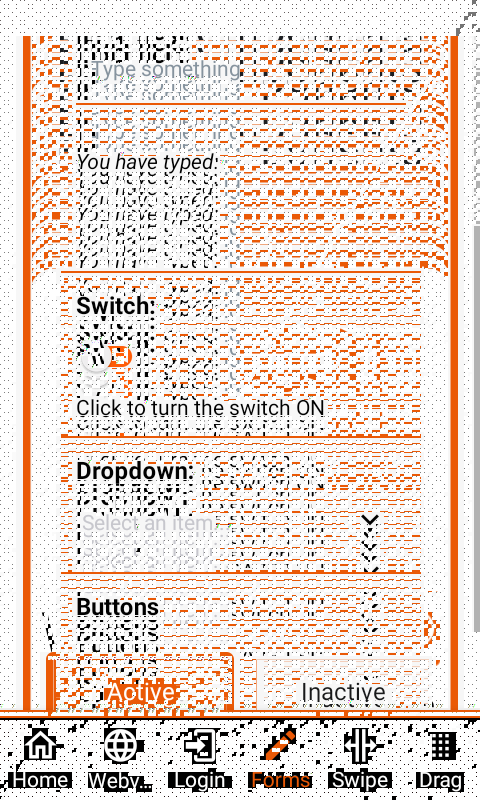 Type something
You have typed:
Switch:
Click to turn the switch ON
Dropdown:
Select an item...
Buttons
Active
Inactive
Home
Weby...
Login
Forms
Swipe
Drag